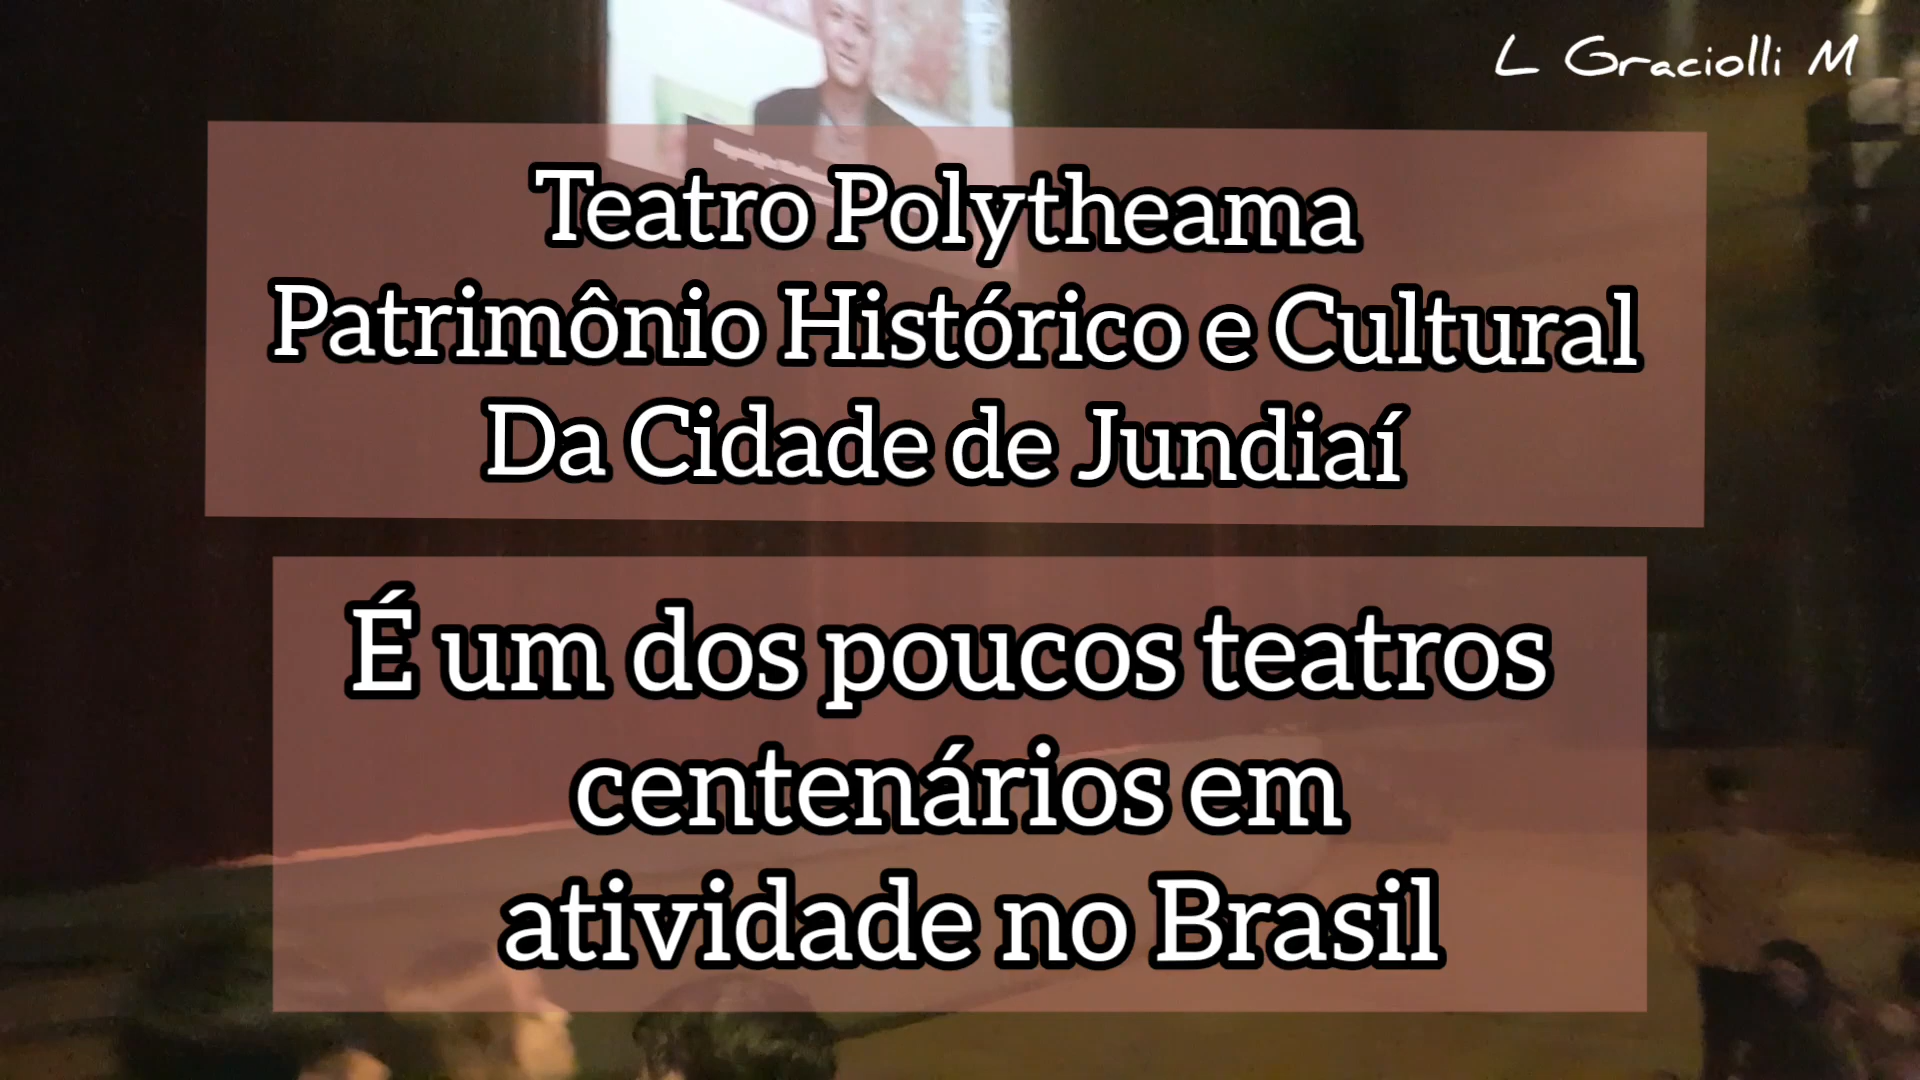 L Graciolli M
Teatro Polytheama
Patrimônio Histórico e Cultural
Da Cidade de Jundiaí
É um dos poucos teatros
centenários em
atividade no Brasil